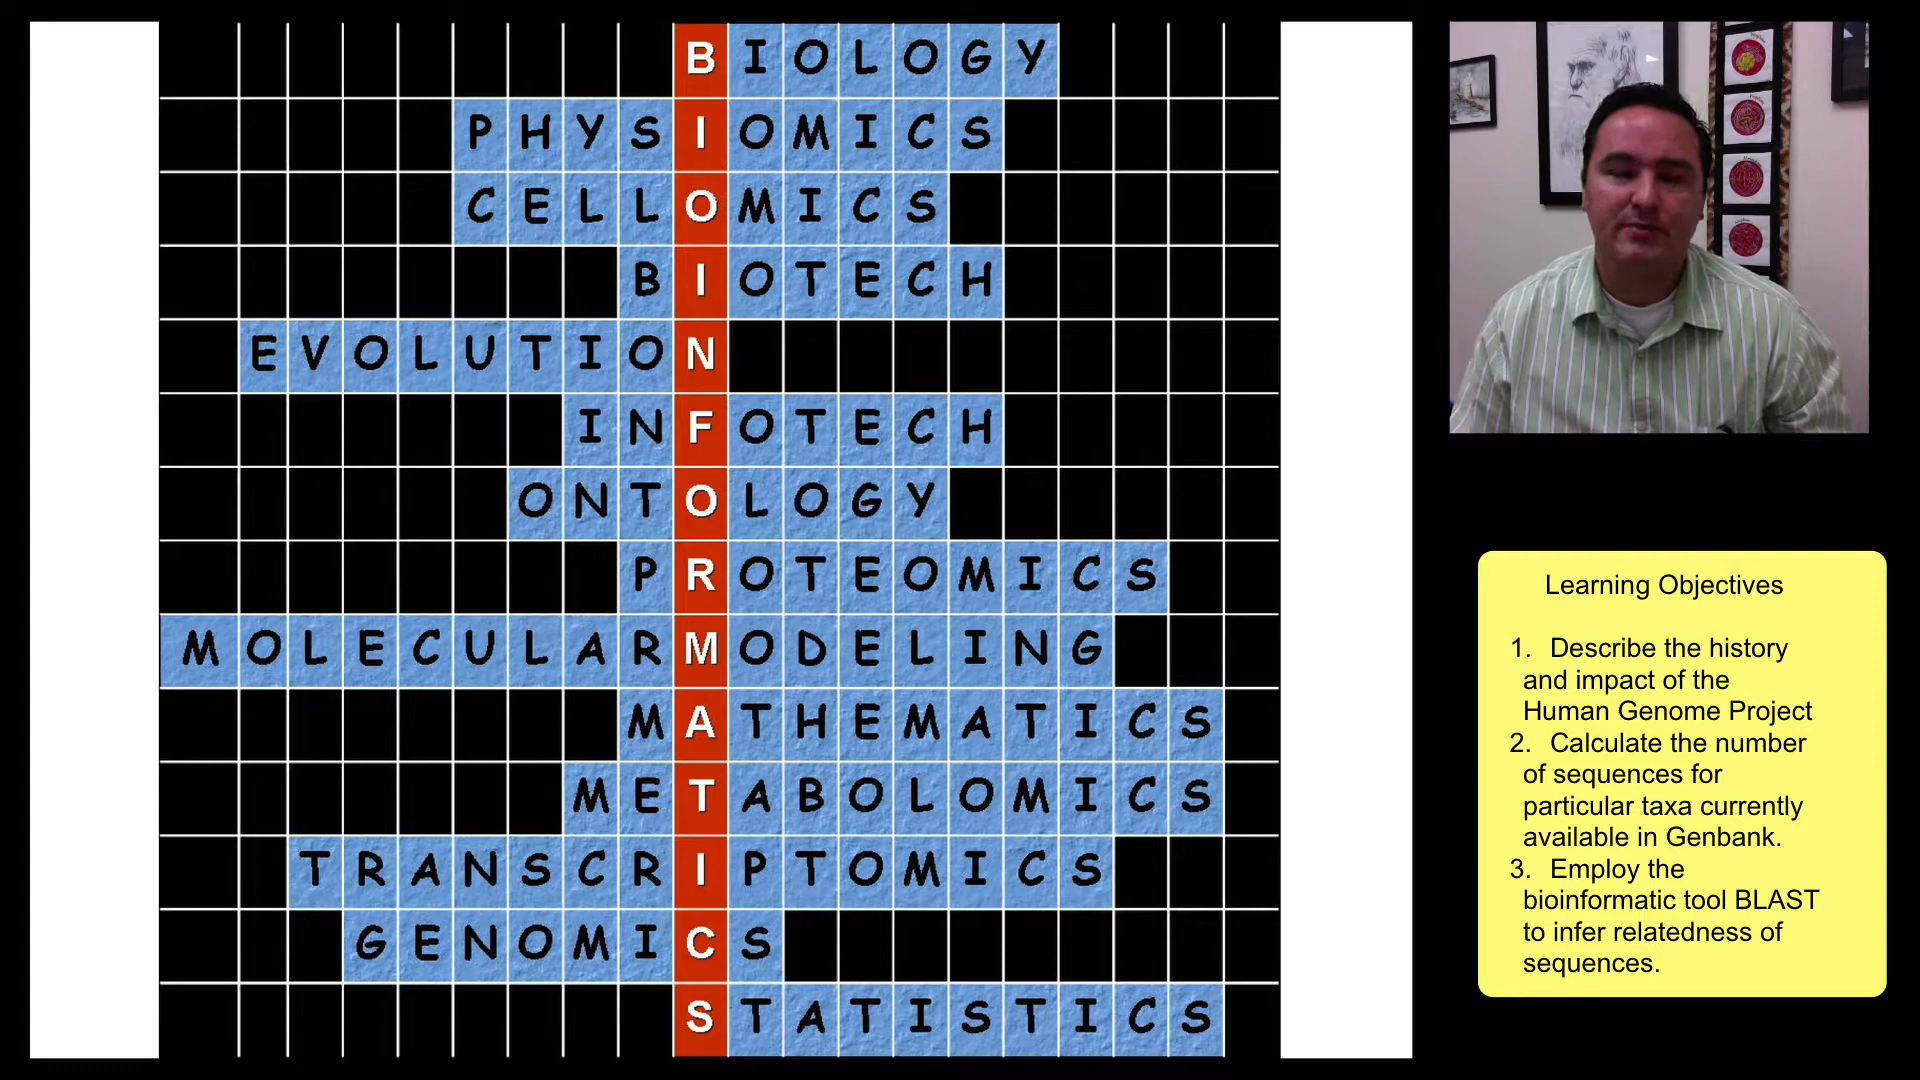 BIOLOGY
PHYSIOMICS
CELLOMICS
BIOTECH
EVOLUTION
INFOTECH
ONTOLOGY
PROTEOMICS
MOLECULARMODELING
MATHEMATICS
METABOLOMICS
TRANSCRIPTOMICS
GENOMICS
STATISTICS
Learning Objectives
1. Describe the history
and impact of the
Human Genome Project
2. Calculate the number
of sequences for
particular taxa currently
available in Genbank.
3. Employ the
bioinformatic tool BLAST
to infer relatedness of
sequences.